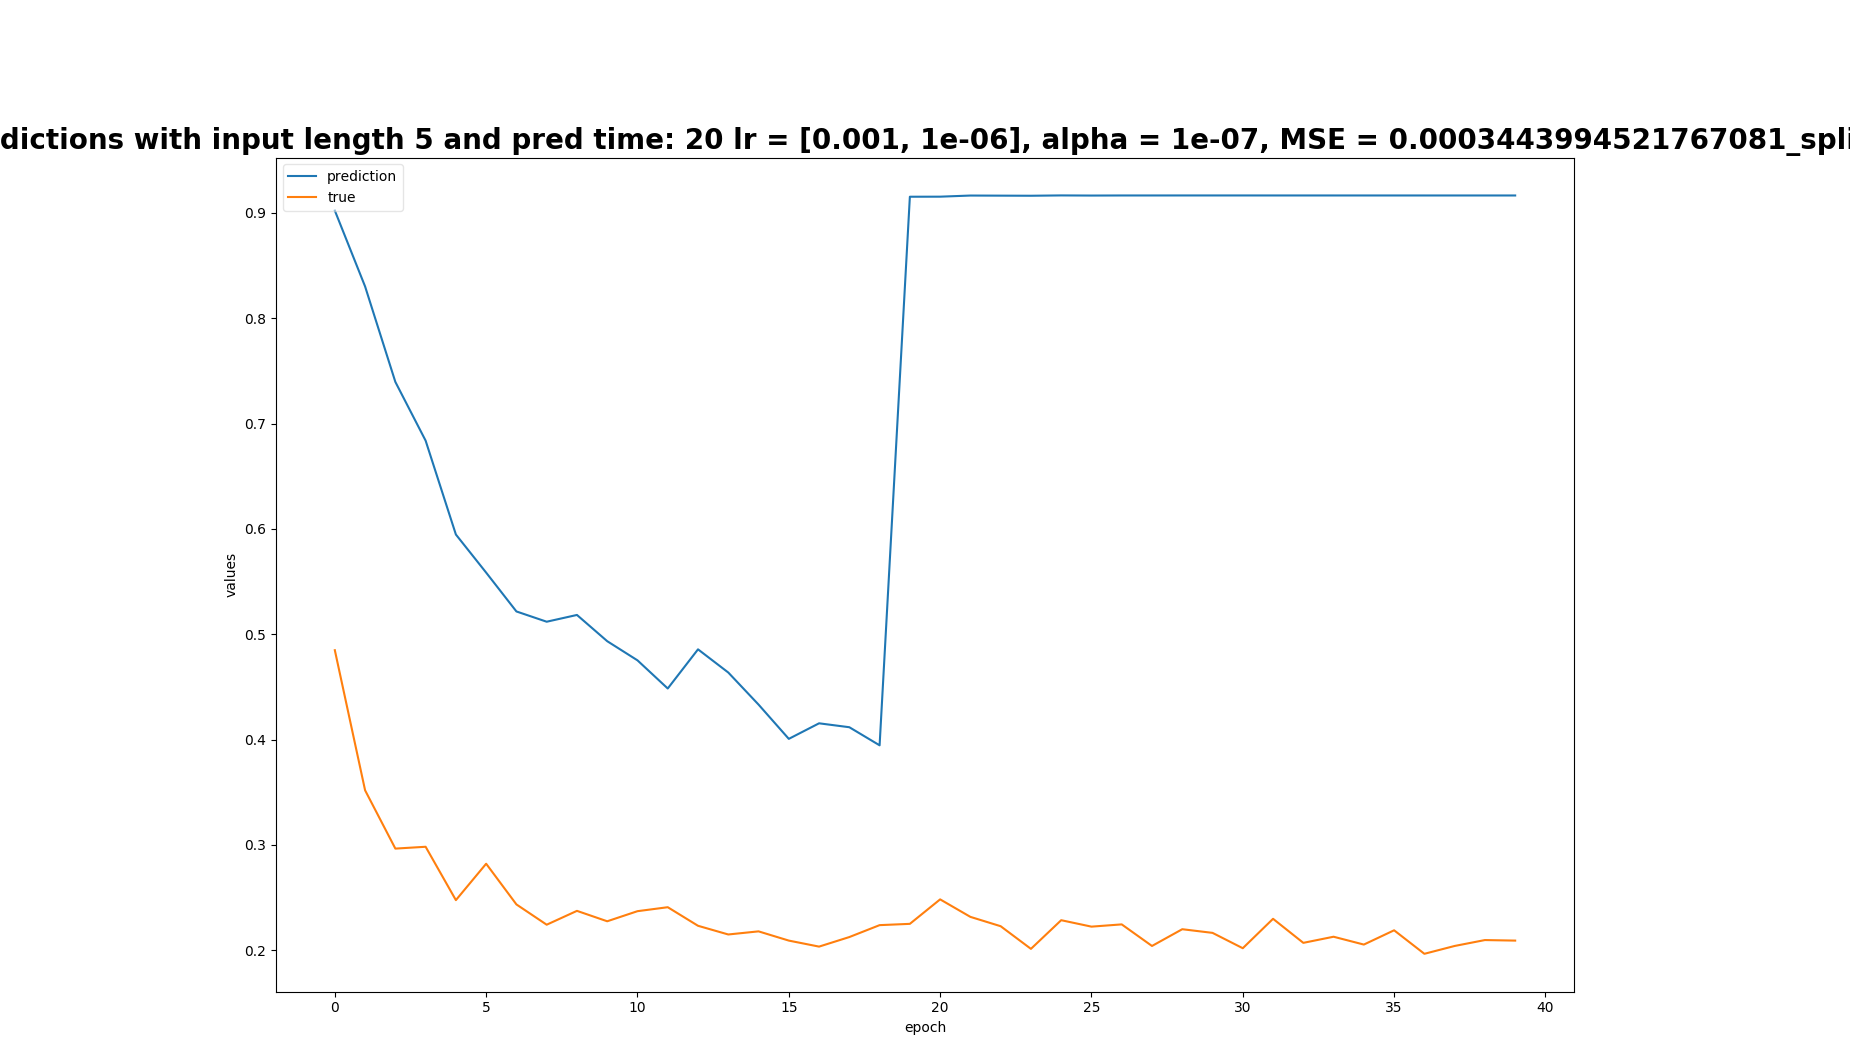 dictions with input length 5 and pred time: 20 lr = [0.001, 1e-06], alpha = 1e-07, MSE = 0.0003443994521767081_spli
prediction
true
0.9
0.8
0.7
0.6
0.5
0.4
0.3
0.2
values
0 5 10 15 20 25 30 35 40
epoch